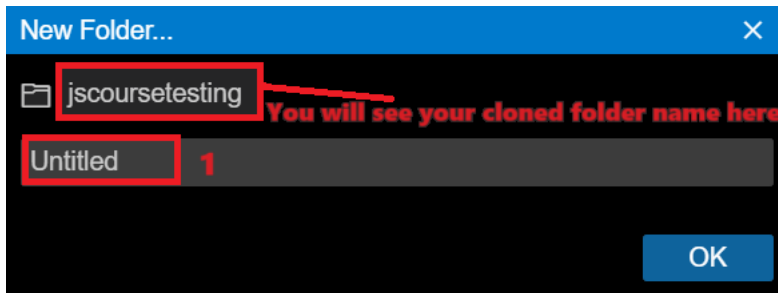 New Folder...
jscoursetesting
You will see your cloned folder name here
Untitled 1
OK